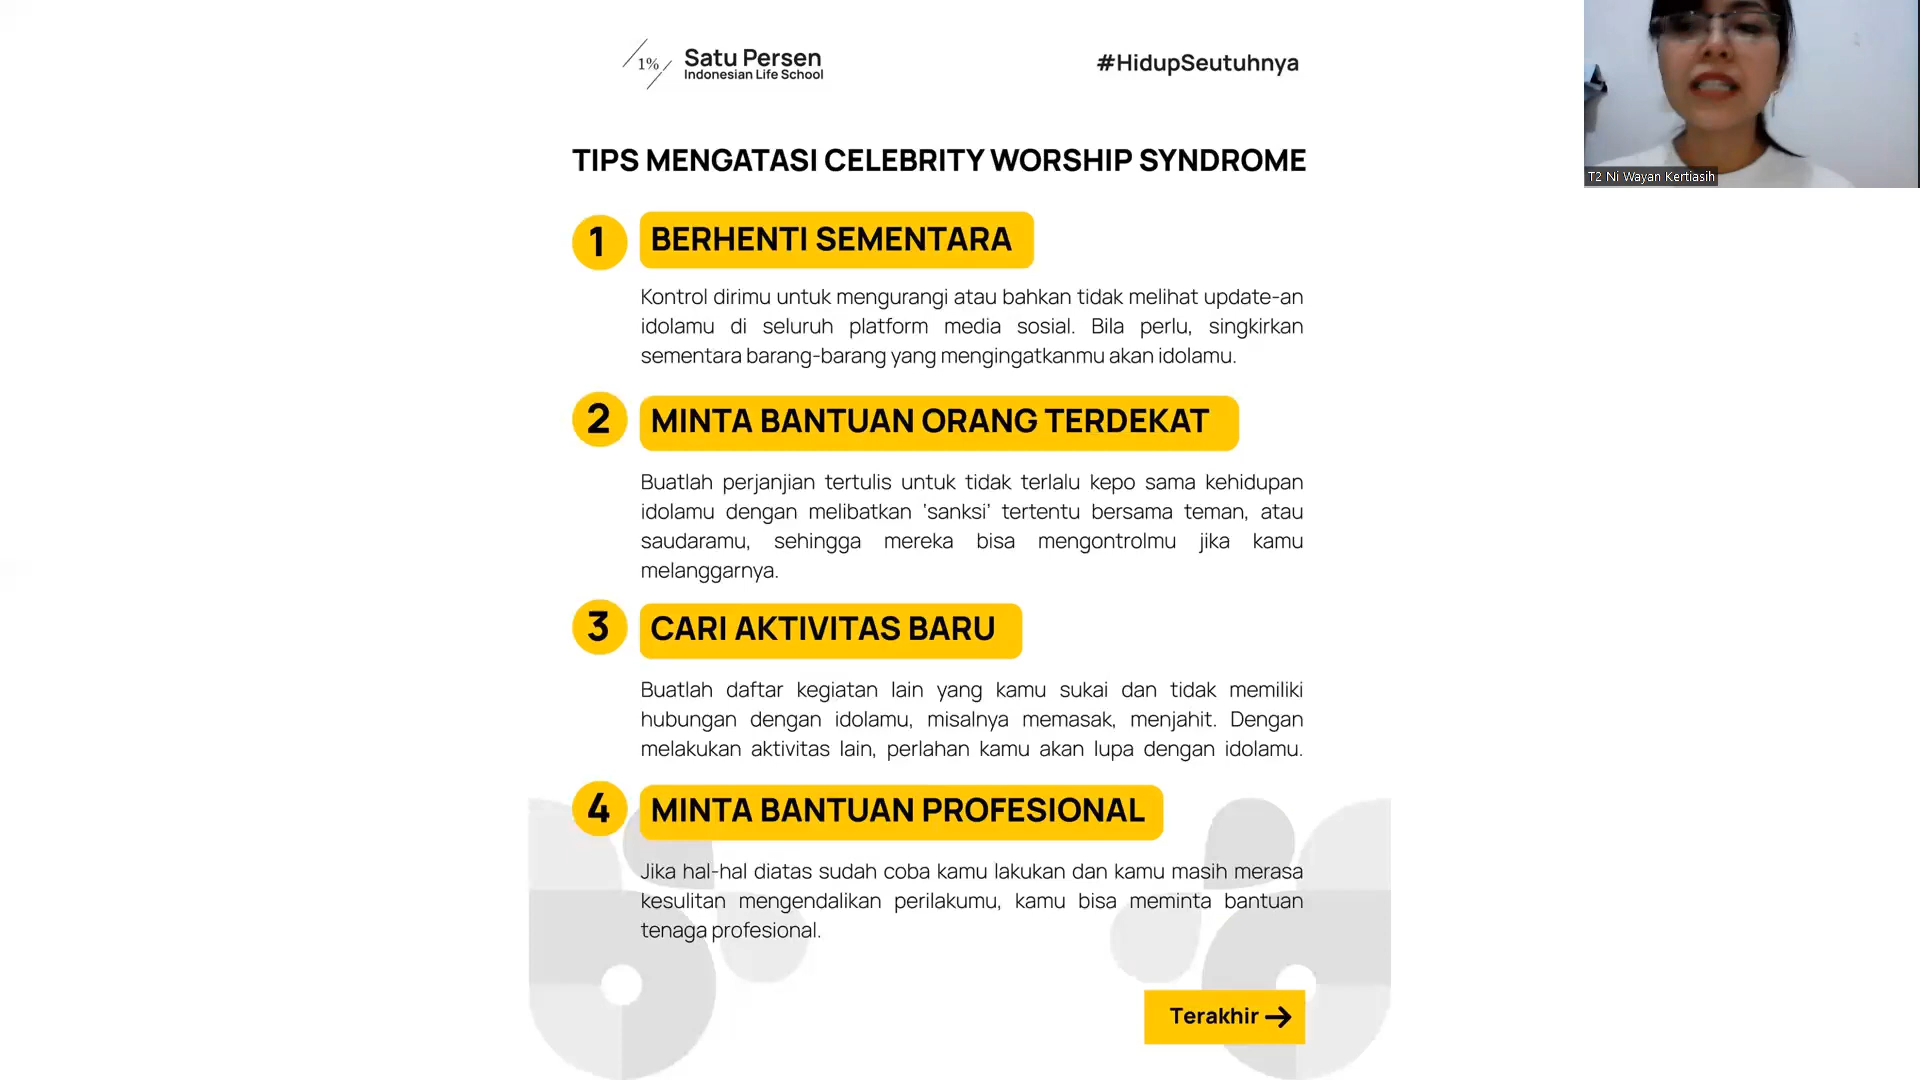 1%
Satu Persen
Indonesian Life School
#HidupSeutuhnya
T2 Ni Wayan Kertiasih
TIPS MENGATASI CELEBRITY WORSHIP SYNDROME
1 BERHENTI SEMENTARA
Kontrol dirimu untuk mengurangi atau bahkan tidak melihat update-an
idolamu di seluruh platform media sosial. Bila perlu, singkirkan
sementara barang-barang yang mengingatkanmu akan idolamu.
2 MINTA BANTUAN ORANG TERDEKAT
Buatlah perjanjian tertulis untuk tidak terlalu kepo sama kehidupan
idolamu dengan melibatkan ‘sanksi’ tertentu bersama teman, atau
saudaramu, sehingga mereka bisa mengontrolmu jika kamu
melanggarnya.
3 CARI AKTIVITAS BARU
Buatlah daftar kegiatan lain yang kamu sukai dan tidak memiliki
hubungan dengan idolamu, misalnya memasak, menjahit. Dengan
melakukan aktivitas lain, perlahan kamu akan lupa dengan idolamu.
4 MINTA BANTUAN PROFESIONAL
Jika hal-hal diatas sudah coba kamu lakukan dan kamu masih merasa
kesulitan mengendalikan perilakumu, kamu bisa meminta bantuan
tenaga profesional.
Terakhir →